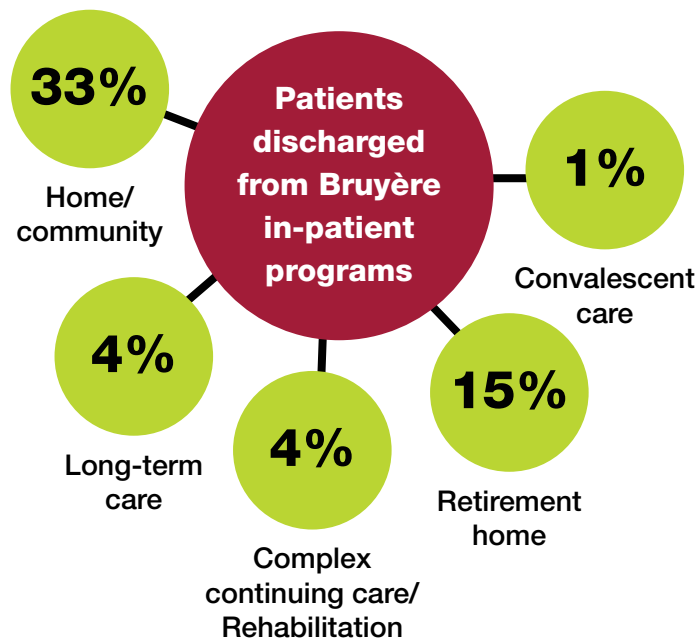 Patients
discharged
from Bruyère
in-patient
programs
33%
Home/
community
4%
Long-term
care
4%
Complex
continuing care/
Rehabilitation
15%
Retirement
home
1%
Convalescent
care